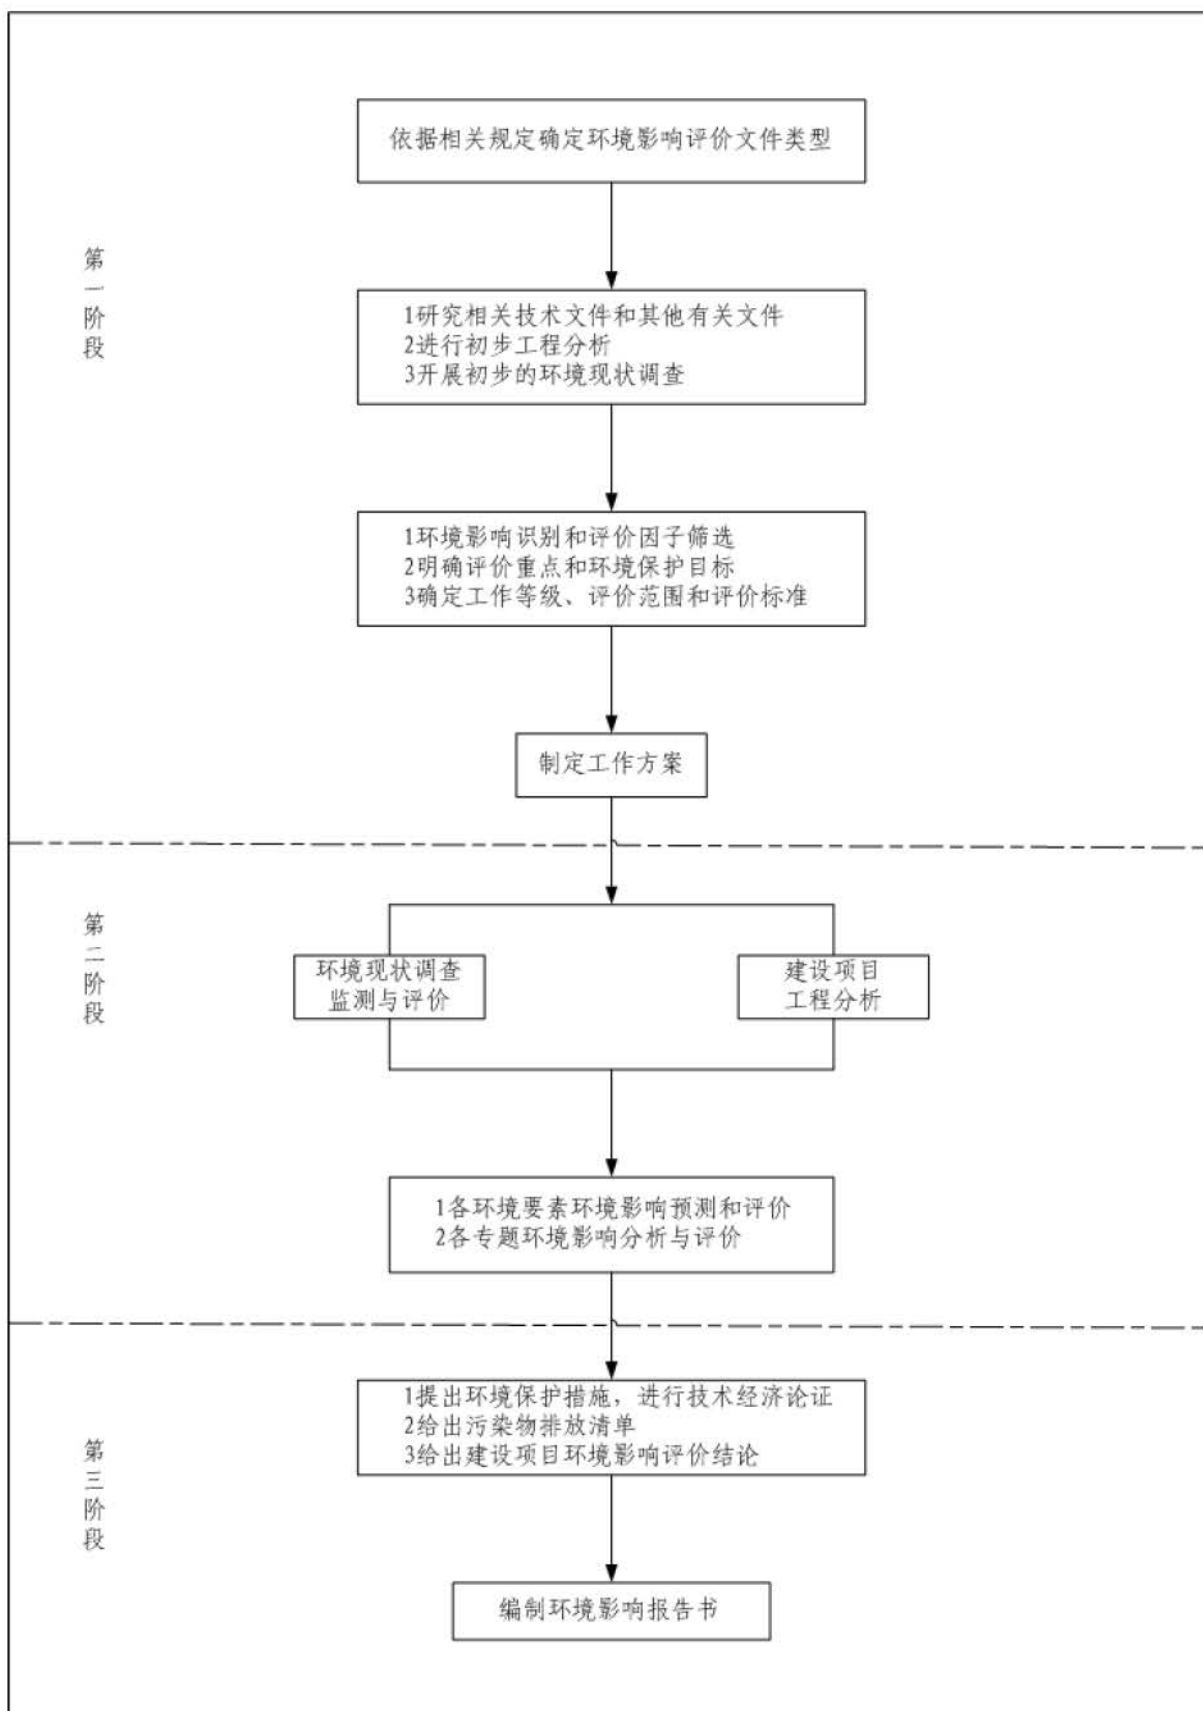 依据相关规定确定环境影响评价文件类型
第一阶段
1研究相关技术文件和其他有关文件
2进行初步工程分析
3开展初步的环境现状调查
1环境影响识别和评价因子筛选
2明确评价重点和环境保护目标
3确定工作等级、评价范围和评价标准
制定工作方案
第二阶段
环境现状调查
监测与评价
建设项目
工程分析
1各环境要素环境影响预测和评价
2各专题环境影响分析与评价
第三阶段
1提出环境保护措施，进行技术经济论证
2给出污染物排放清单
3给出建设项目环境影响评价结论
编制环境影响报告书